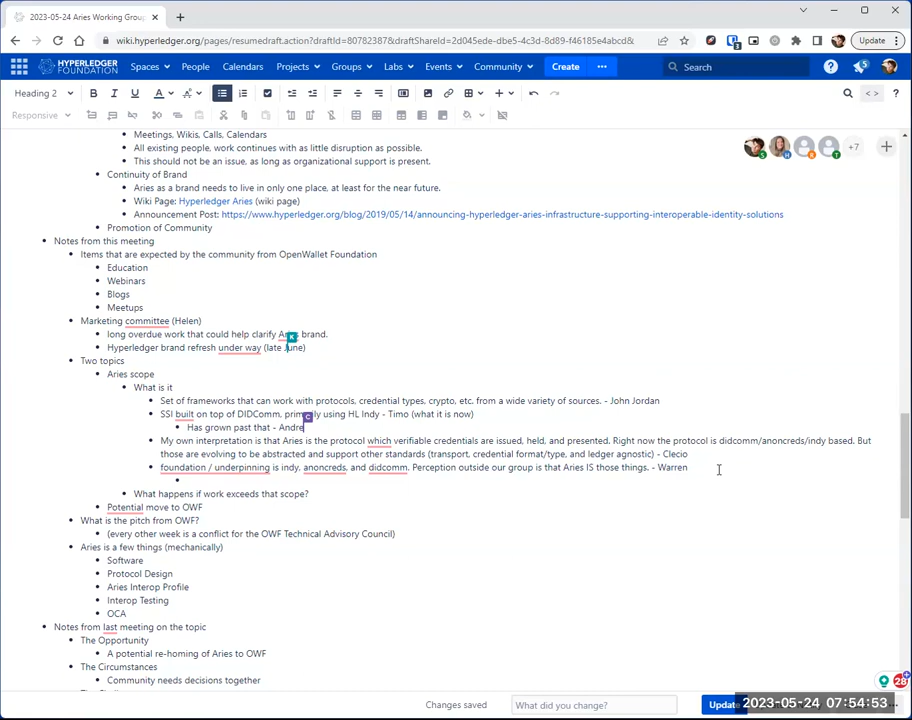 2023-05-24 Aries Working Grou
wiki.hyperledger.org/pages/resumedraft.action?draftId=80782387&draftShareId=2d045ede-dbe5-4c3d-8d89-f46185e4abcd&
Update
HYPERLEDGER FOUNDATION
Spaces
People
Calendars
Projects
Groups
Labs
Events
Community
Create
Search
Heading 2
B I U A
Responsive
+7
Meetings, Wikis, Calls, Calendars
All existing people, work continues with as little disruption as possible.
This should not be an issue, as long as organizational support is present.
Continuity of Brand
Aries as a brand needs to live in only one place, at least for the near future.
Wiki Page: Hyperledger Aries (wiki page)
Announcement Post: https://www.hyperledger.org/blog/2019/05/14/announcing-hyperledger-aries-infrastructure-supporting-interoperable-identity-solutions
Promotion of Community
Notes from this meeting
Items that are expected by the community from OpenWallet Foundation
Education
Webinars
Blogs
Meetups
Marketing committee (Helen)
long overdue work that could help clarify Aries brand.
Hyperledger brand refresh under way (late June)
Two topics
Aries scope
What is it
Set of frameworks that can work with protocols, credential types, crypto, etc. from a wide variety of sources. - John Jordan
SSI built on top of DIDComm, primarily using HL Indy - Timo (what it is now)
Has grown past that - Andre
My own interpretation is that Aries is the protocol which verifiable credentials are issued, held, and presented. Right now the protocol is didcomm/anoncreds/indy based. But
those are evolving to be abstracted and support other standards (transport, credential format/type, and ledger agnostic) - Clecio
foundation / underpinning is indy, anoncreds, and didcomm. Perception outside our group is that Aries IS those things. - Warren
What happens if work exceeds that scope?
Potential move to OWF
What is the pitch from OWF?
(every other week is a conflict for the OWF Technical Advisory Council)
Aries is a few things (mechanically)
Software
Protocol Design
Aries Interop Profile
Interop Testing
OCA
Notes from last meeting on the topic
The Opportunity
A potential re-homing of Aries to OWF
The Circumstances
Community needs decisions together
Changes saved
What did you change?
Update
2023-05-24 07:54:53
28